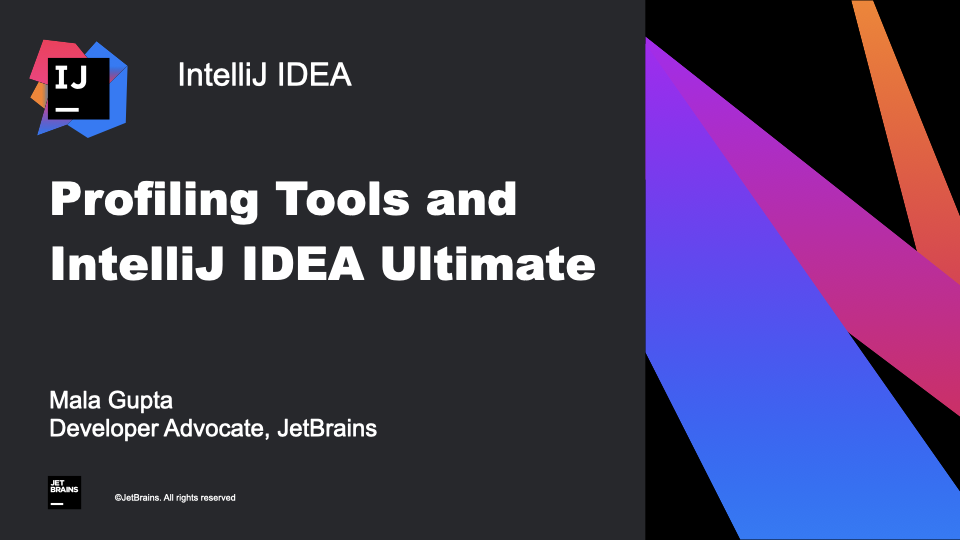 IJ
IntelliJ IDEA
Profiling Tools and
IntelliJ IDEA Ultimate
Mala Gupta
Developer Advocate, JetBrains
JET
BRAINS
©JetBrains. All rights reserved